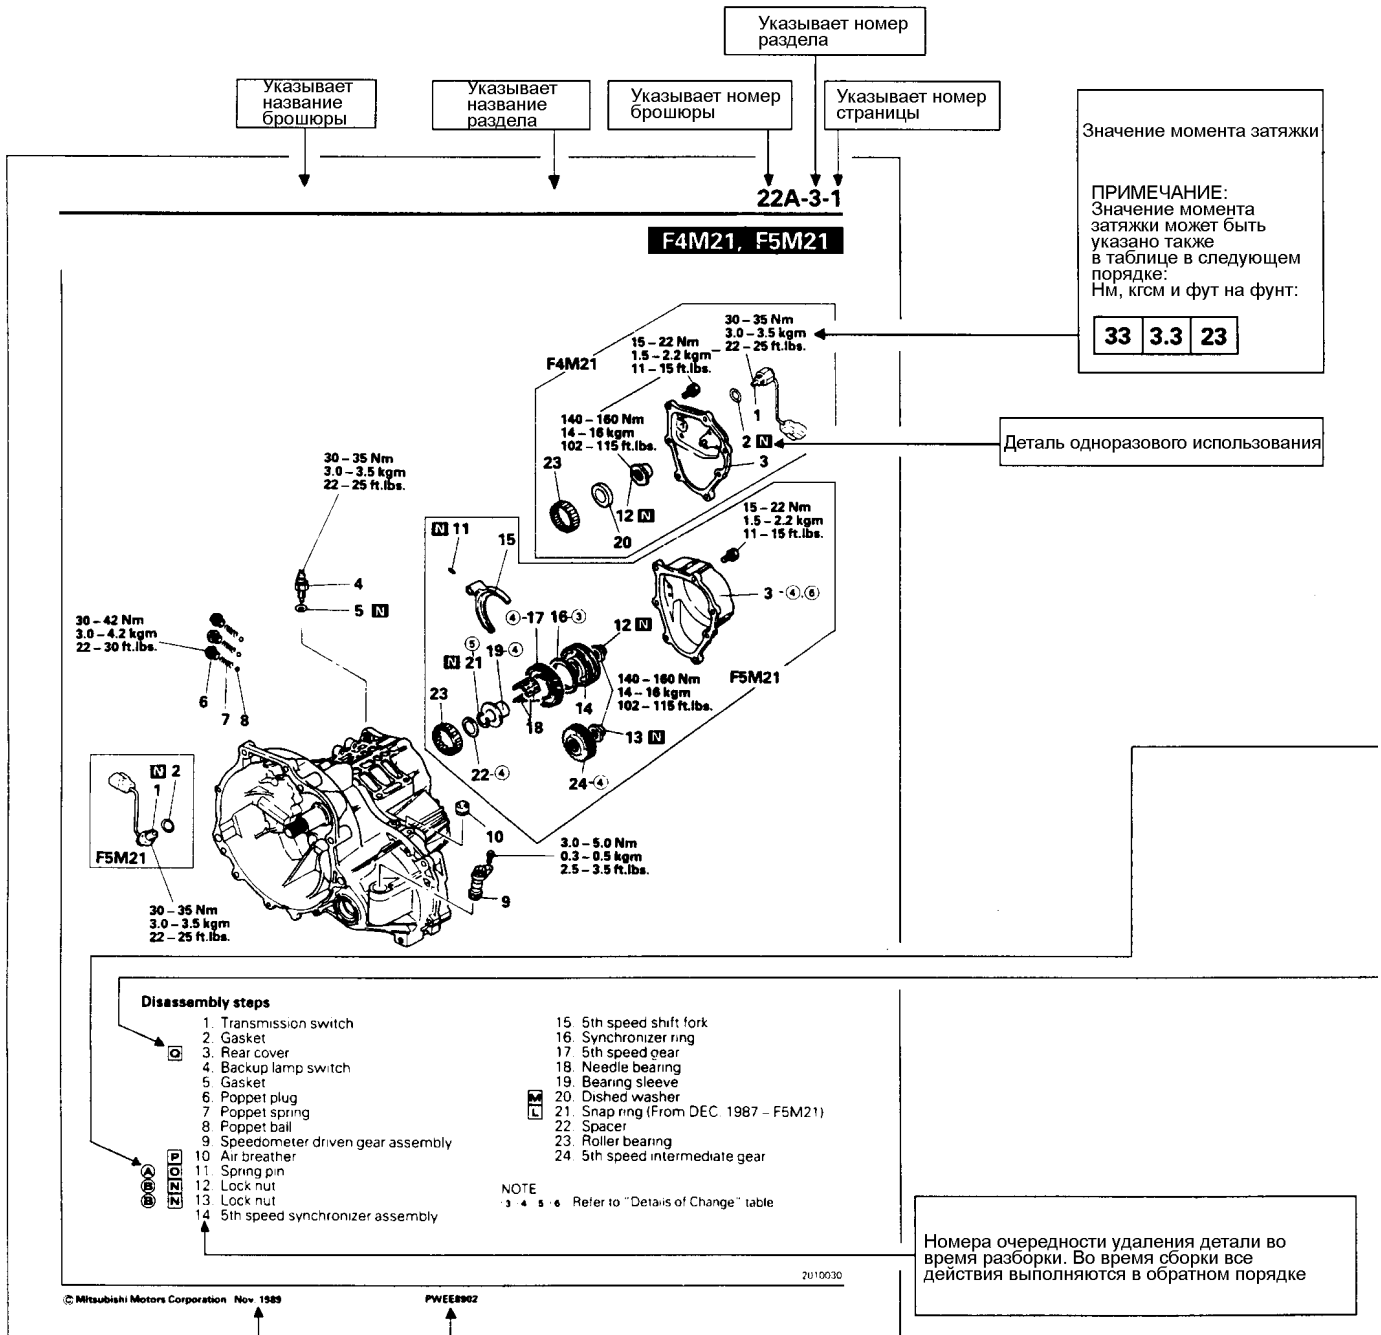 Указывает номер
раздела
Указывает
название
брошюры
Указывает
название
раздела
Указывает номер
брошюры
Указывает номер
страницы
Значение момента затяжки
ПРИМЕЧАНИЕ:
Значение момента
затяжки может быть
указано также
в таблице в следующем
порядке:
Нм, кгсм и фут на фунт:
33 3.3 23
22A-3-1
F4M21, F5M21
30 – 35 Nm
3.0 – 3.5 kgm
22 – 25 ft.lbs.
15 – 22 Nm
1.5 – 2.2 kgm
11 – 15 ft.lbs.
F4M21
1
140 – 160 Nm
14 – 16 kgm
102 – 115 ft.lbs.
2 N
3
23
12 N
20
Деталь одноразового использования
30 – 35 Nm
3.0 – 3.5 kgm
22 – 25 ft.lbs.
15 – 22 Nm
1.5 – 2.2 kgm
11 – 15 ft.lbs.
N 11
15
4
5 N
3 - ④,⑥
30 – 42 Nm
3.0 – 4.2 kgm
22 – 30 ft.lbs.
④-17
16-③
12 N
⑤
19-④
N 21
F5M21
140 – 160 Nm
14 – 16 kgm
102 – 115 ft.lbs.
6
7
8
23
18
14
13 N
22-④
24-④
N 2
1
F5M21
10
3.0 – 5.0 Nm
0.3 – 0.5 kgm
2.5 – 3.5 ft.lbs.
9
30 – 35 Nm
3.0 – 3.5 kgm
22 – 25 ft.lbs.
Disassembly steps
1. Transmission switch
2. Gasket
Q 3. Rear cover
4. Backup lamp switch
5. Gasket
6. Poppet plug
7. Poppet spring
8. Poppet ball
9. Speedometer driven gear assembly
P 10. Air breather
A O 11. Spring pin
B N 12. Lock nut
B N 13. Lock nut
14. 5th speed synchronizer assembly
15. 5th speed shift fork
16. Synchronizer ring
17. 5th speed gear
18. Needle bearing
19. Bearing sleeve
M 20. Dished washer
L 21. Snap ring (From DEC. 1987 – F5M21)
22. Spacer
23. Roller bearing
24. 5th speed intermediate gear
NOTE
3 4 5 6 Refer to "Details of Change" table
Номера очередности удаления детали во
время разборки. Во время сборки все
действия выполняются в обратном порядке
2010030
© Mitsubishi Motors Corporation Nov. 1989
PWEE8902